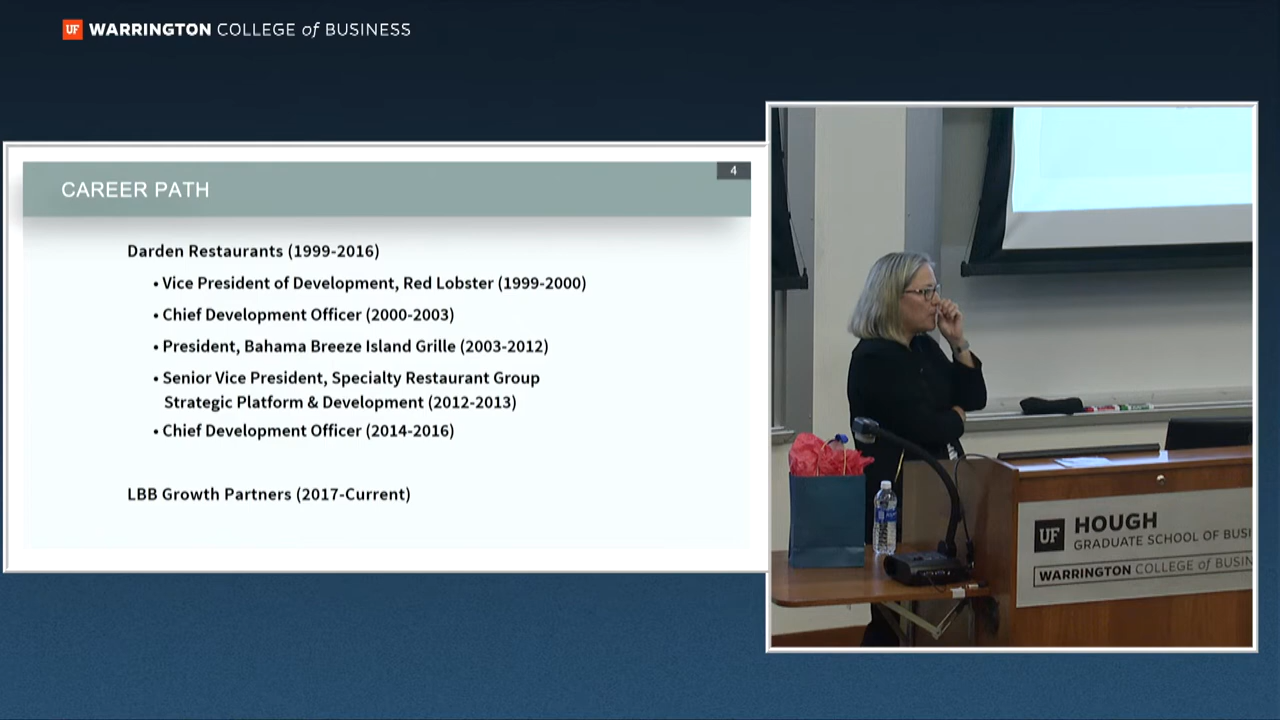 UF WARRINGTON COLLEGE of BUSINESS
4
CAREER PATH
Darden Restaurants (1999-2016)
• Vice President of Development, Red Lobster (1999-2000)
• Chief Development Officer (2000-2003)
• President, Bahama Breeze Island Grille (2003-2012)
• Senior Vice President, Specialty Restaurant Group
Strategic Platform & Development (2012-2013)
• Chief Development Officer (2014-2016)
LBB Growth Partners (2017-Current)
UF HOUGH
GRADUATE SCHOOL OF BUSI
WARRINGTON COLLEGE of BUSIN